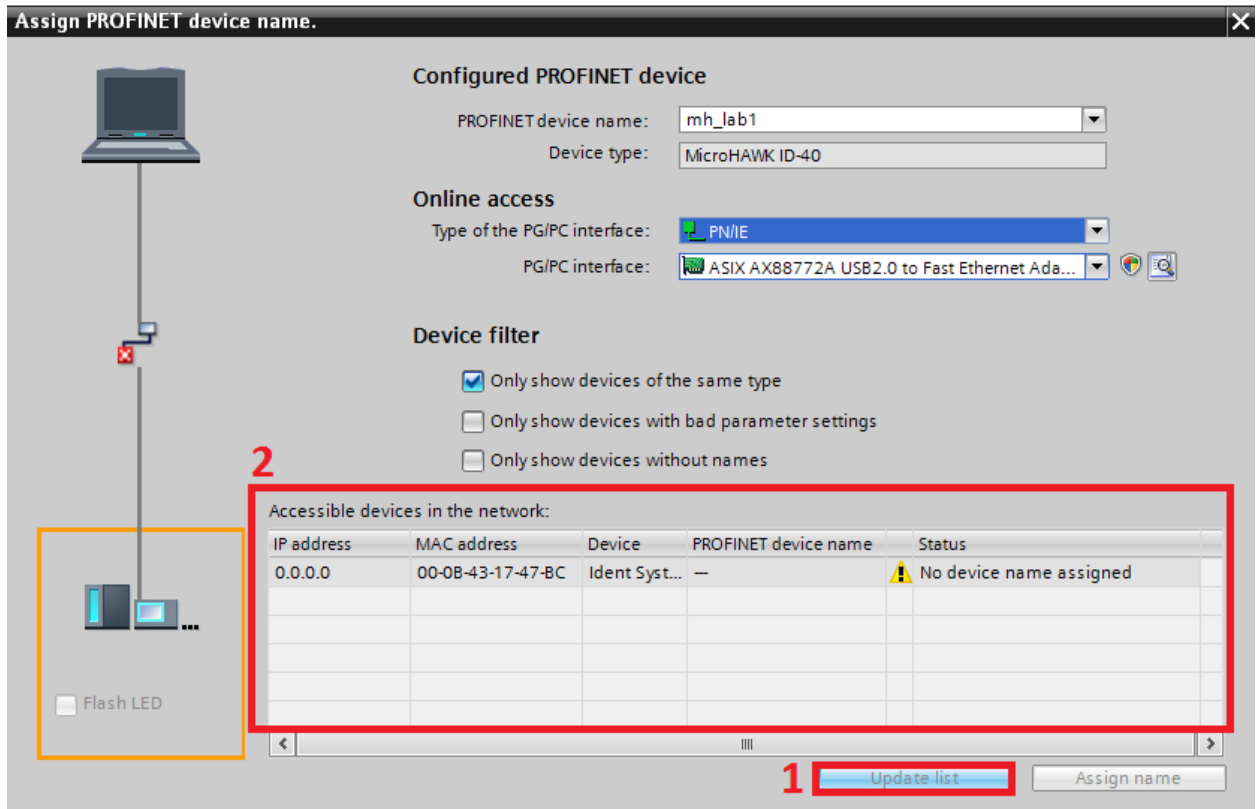 Assign PROFINET device name.
Configured PROFINET device
PROFINET device name: mh_lab1
Device type: MicroHAWK ID-40
Online access
Type of the PG/PC interface: PN/IE
PG/PC interface: ASIX AX88772A USB2.0 to Fast Ethernet Ada...
Device filter
Only show devices of the same type
Only show devices with bad parameter settings
Only show devices without names
2
Accessible devices in the network:
IP address MAC address Device PROFINET device name Status
0.0.0.0 00-0B-43-17-47-BC Ident Syst... — No device name assigned
...
Flash LED
1 Update list Assign name